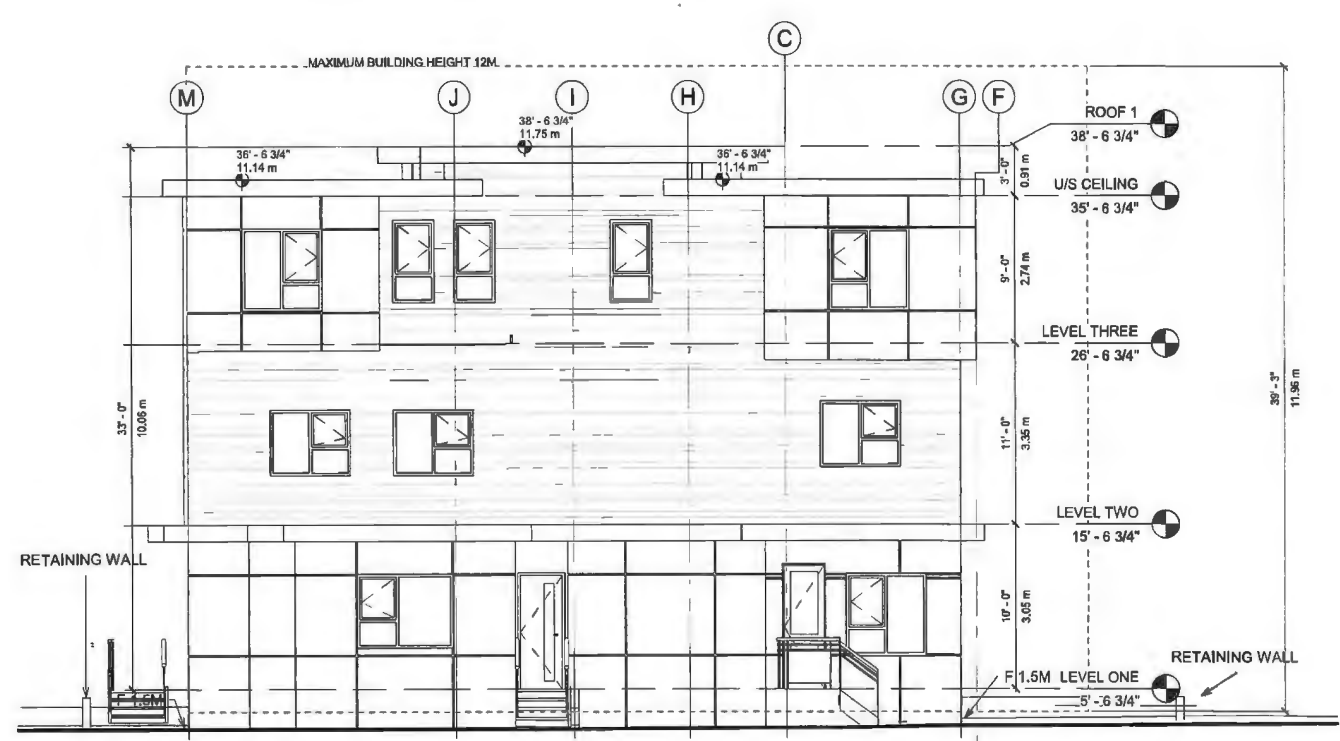 C
MAXIMUM BUILDING HEIGHT 12M
M
J
I
H
G
F
ROOF 1
38' - 6 3/4"
38' - 6 3/4"
11.75 m
36' - 6 3/4"
11.14 m
36' - 6 3/4"
11.14 m
3' - 0"
0.91 m
U/S CEILING
35' - 6 3/4"
9' - 0"
2.74 m
LEVEL THREE
26' - 6 3/4"
33' - 0"
10.06 m
11' - 0"
3.35 m
39' - 3"
11.96 m
LEVEL TWO
15' - 6 3/4"
RETAINING WALL
10' - 0"
3.05 m
RETAINING WALL
F 1.5M LEVEL ONE
5' - 6 3/4"
F 1.5M